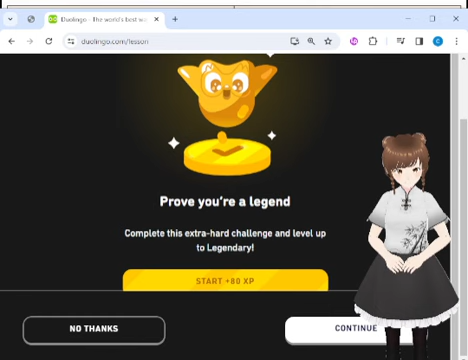 Duolingo - The world's best wa
duolingo.com/lesson
Prove you're a legend
Complete this extra-hard challenge and level up
to Legendary!
START +80 XP
NO THANKS
CONTINUE